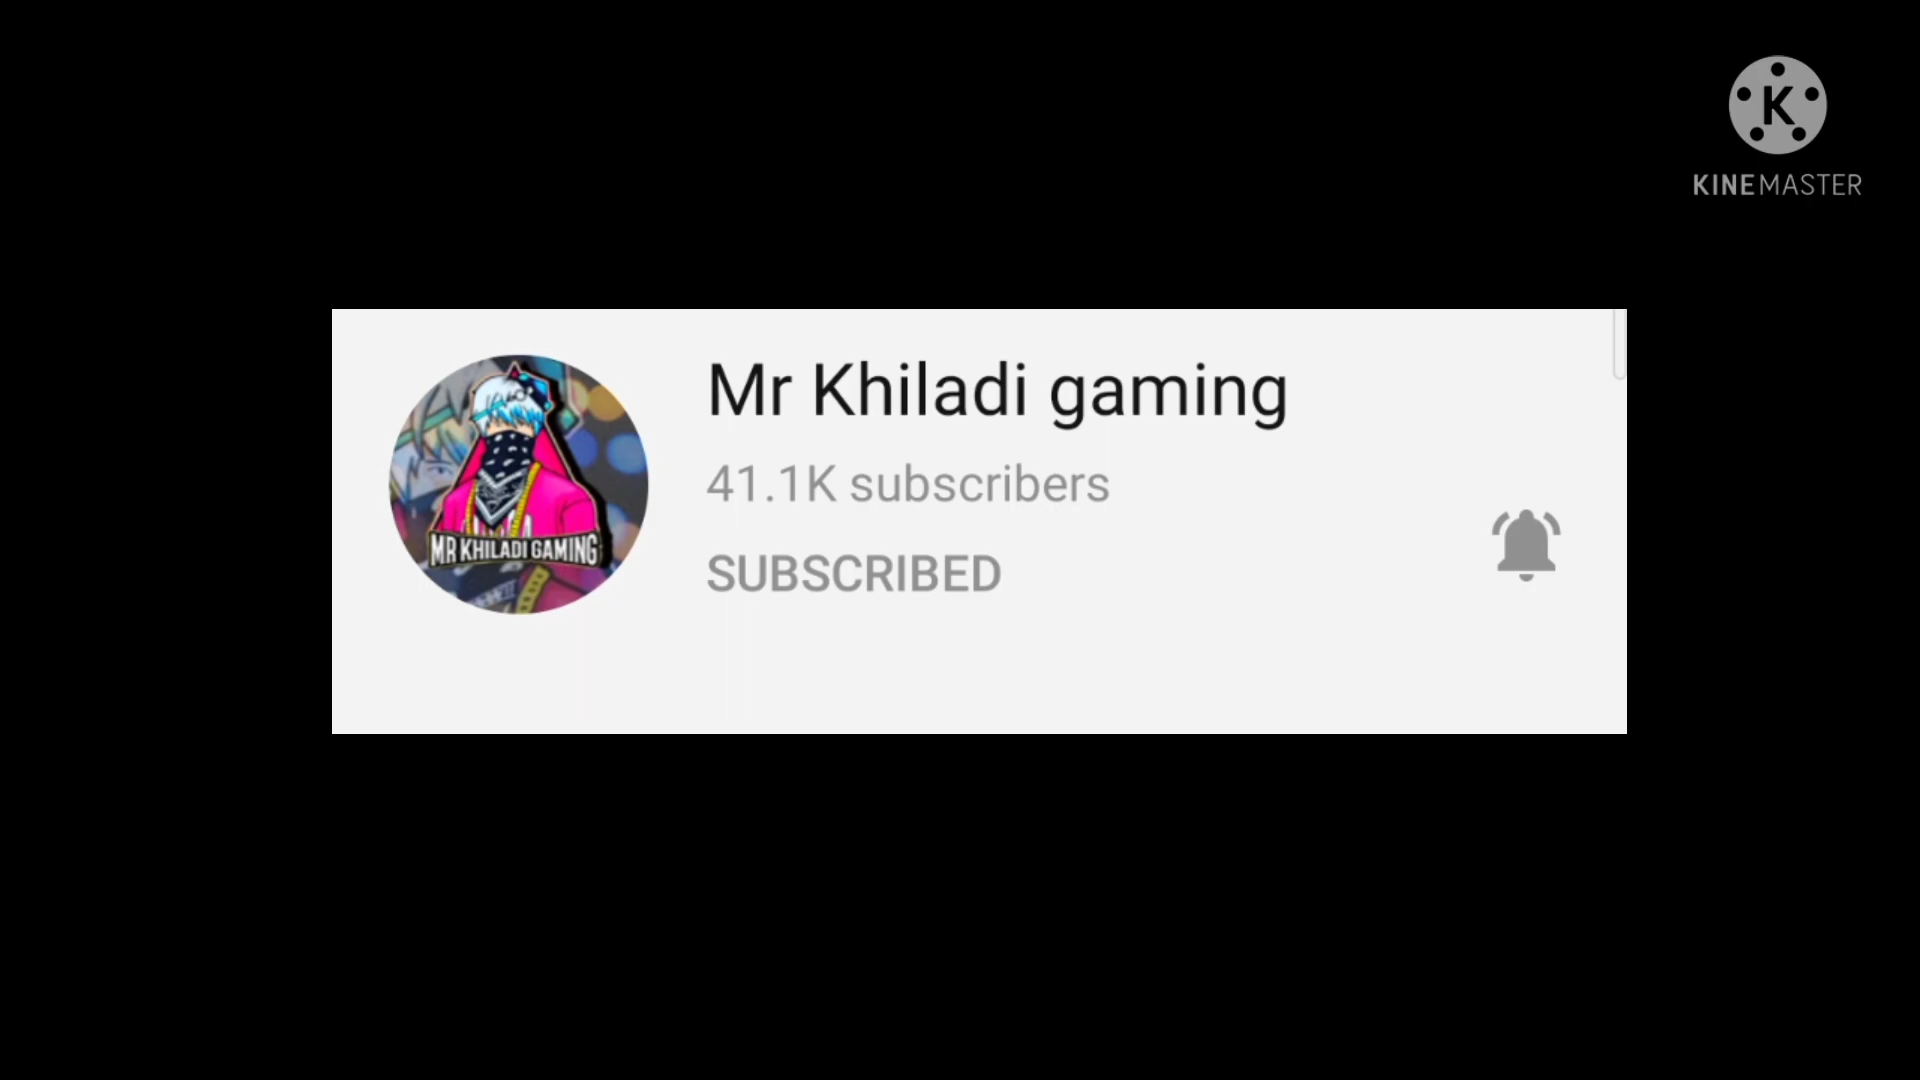 K
KINEMASTER
Mr Khiladi gaming
41.1K subscribers
SUBSCRIBED
MR KHILADI GAMING